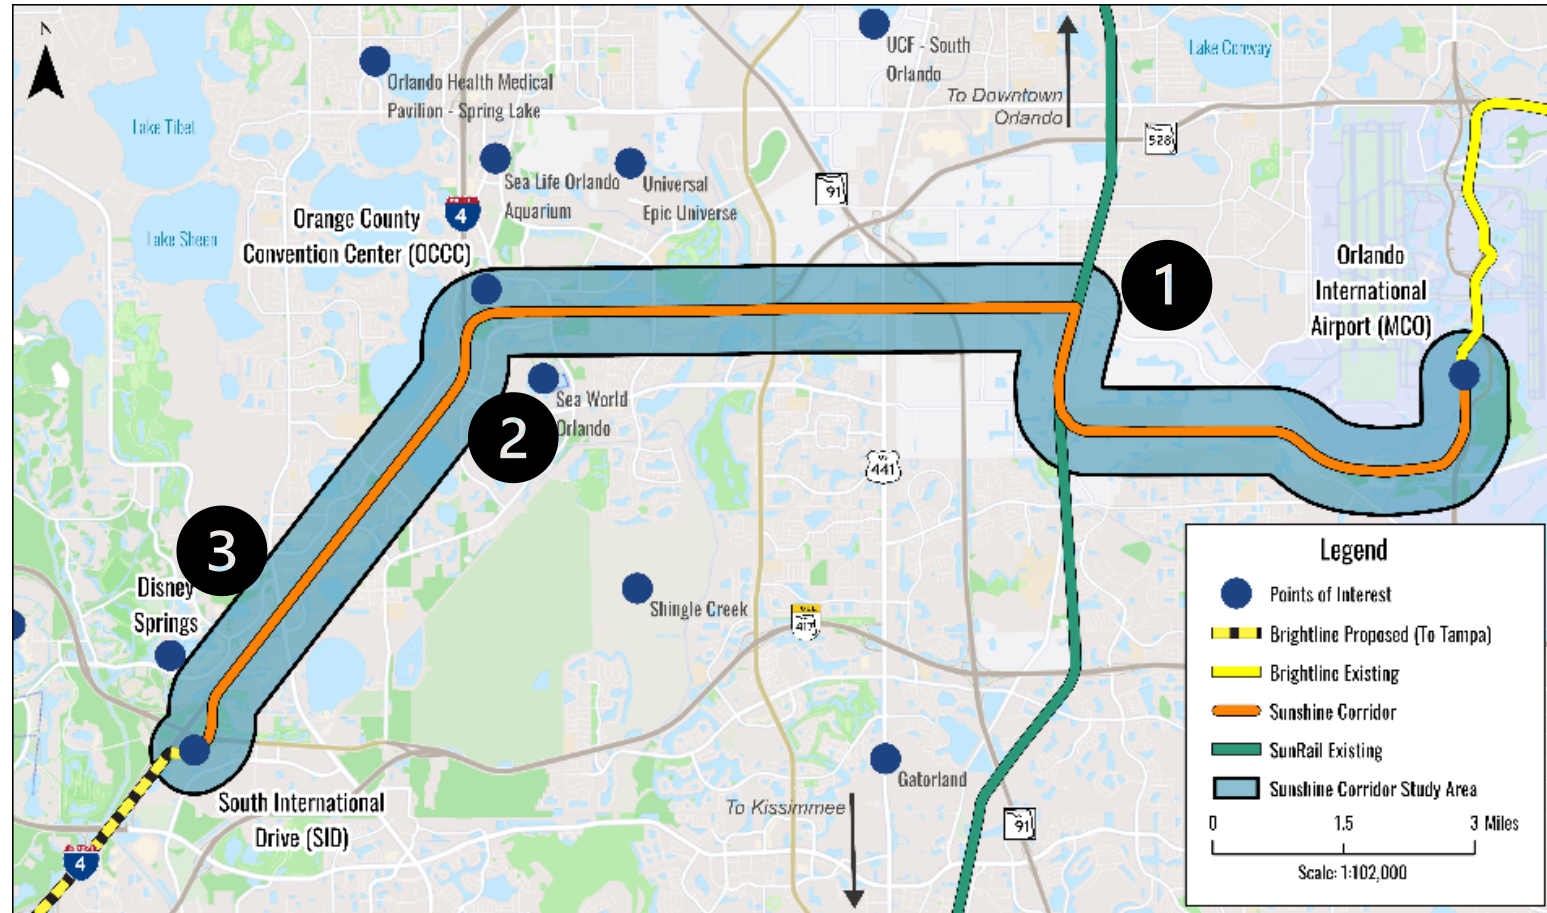 N
Orlando Health Medical
Pavilion - Spring Lake
UCF - South
Orlando
Lake Conway
To Downtown
Orlando
Lake Tibet
528
Sea Life Orlando
Aquarium
Universal
Epic Universe
91
4
Orange County
Convention Center (OCCC)
Lake Sheen
Orlando
International
Airport (MCO)
1
Sea World
Orlando
2
441
3
Disney
Springs
Shingle Creek
417
Gatorland
South International
Drive (SID)
To Kissimmee
91
4
Legend
Points of Interest
Brightline Proposed (To Tampa)
Brightline Existing
Sunshine Corridor
SunRail Existing
Sunshine Corridor Study Area
0 1.5 3 Miles
Scale: 1:102,000